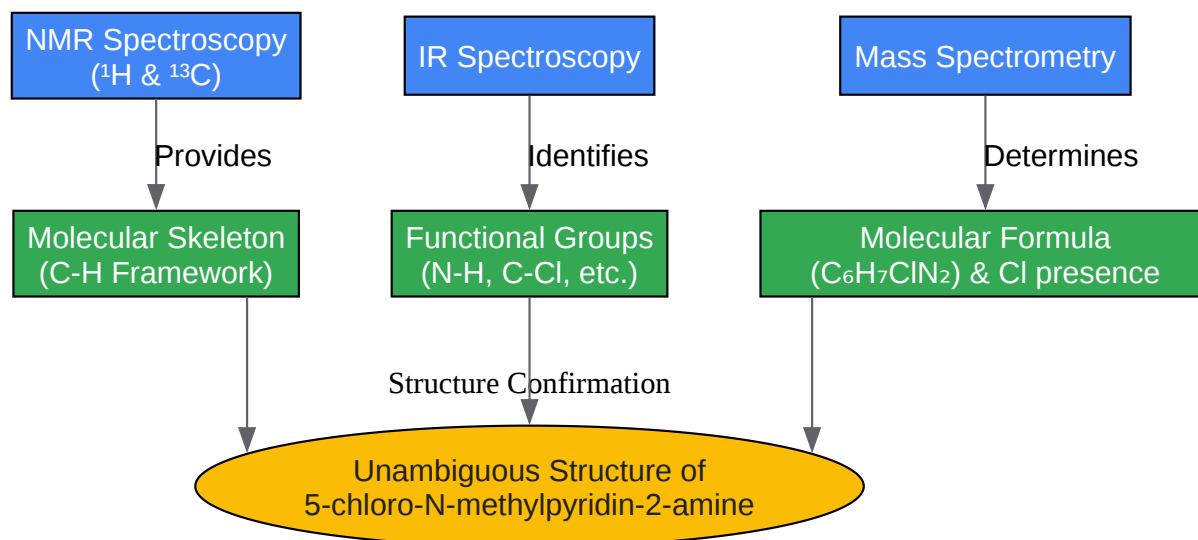 NMR Spectroscopy
(¹H & ¹³C)
IR Spectroscopy
Mass Spectrometry
Provides
Identifies
Determines
Molecular Skeleton
(C-H Framework)
Functional Groups
(N-H, C-Cl, etc.)
Molecular Formula
(C₆H₇ClN₂) & Cl presence
Structure Confirmation
Unambiguous Structure of
5-chloro-N-methylpyridin-2-amine